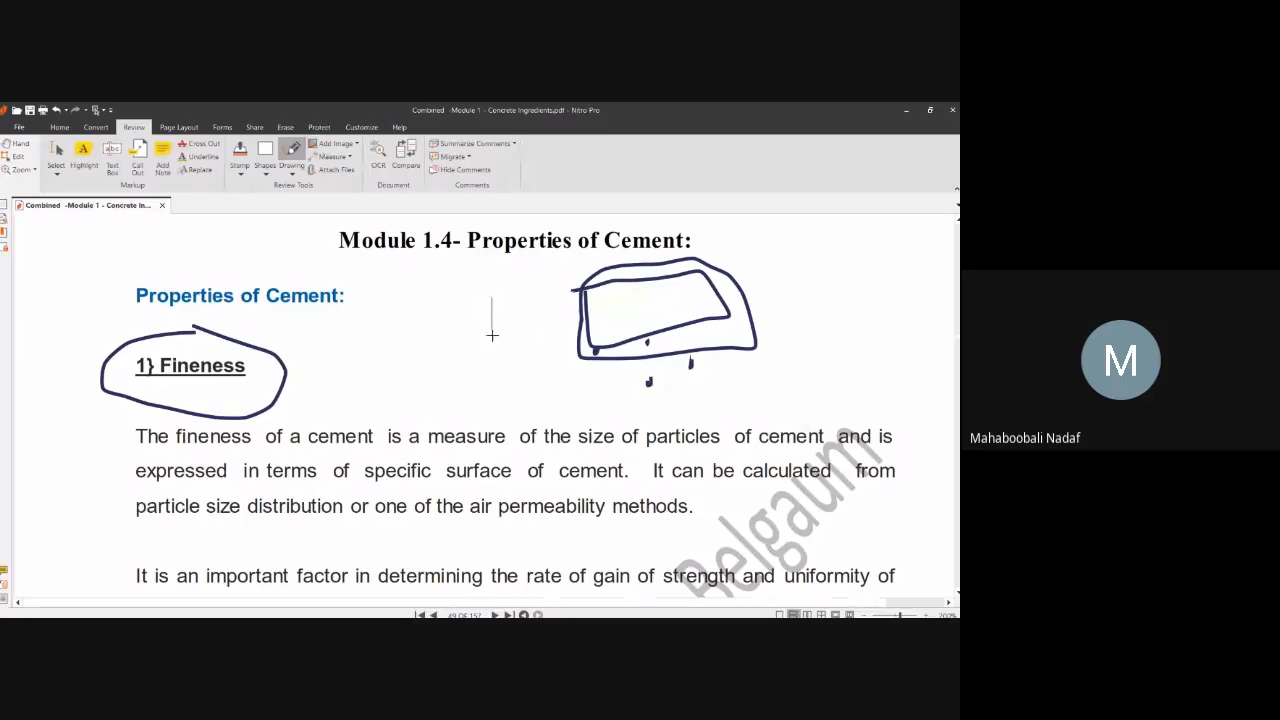 Combined -Module 1 - Concrete Ingredients.pdf - Nitro Pro
File Home Convert Review Page Layout Forms Share Erase Protect Customize Help
Hand
Edit
Zoom
Select
Highlight
Text Box
Call Out
Add Note
Cross Out
Underline
Replace
Markup
Stamp
Shapes
Drawing
Add Image
Measure
Attach Files
Review Tools
OCR
Compare
Document
Summarize Comments
Migrate
Hide Comments
Comments
Combined -Module 1 - Concrete In...
Module 1.4- Properties of Cement:
Properties of Cement:
1} Fineness
The fineness of a cement is a measure of the size of particles of cement and is
expressed in terms of specific surface of cement. It can be calculated from
particle size distribution or one of the air permeability methods.
It is an important factor in determining the rate of gain of strength and uniformity of
Belgaum
49 OF 157
200%
M
Mahaboobali Nadaf